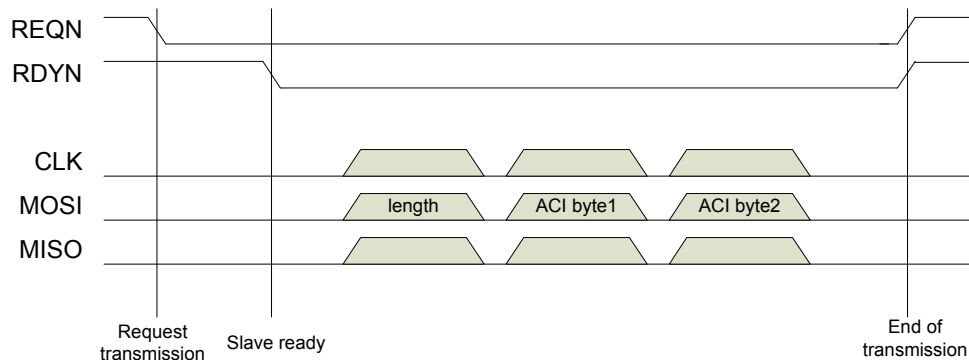 REQN
RDYN
CLK
MOSI
length
ACI byte1
ACI byte2
MISO
Request
transmission
Slave ready
End of
transmission